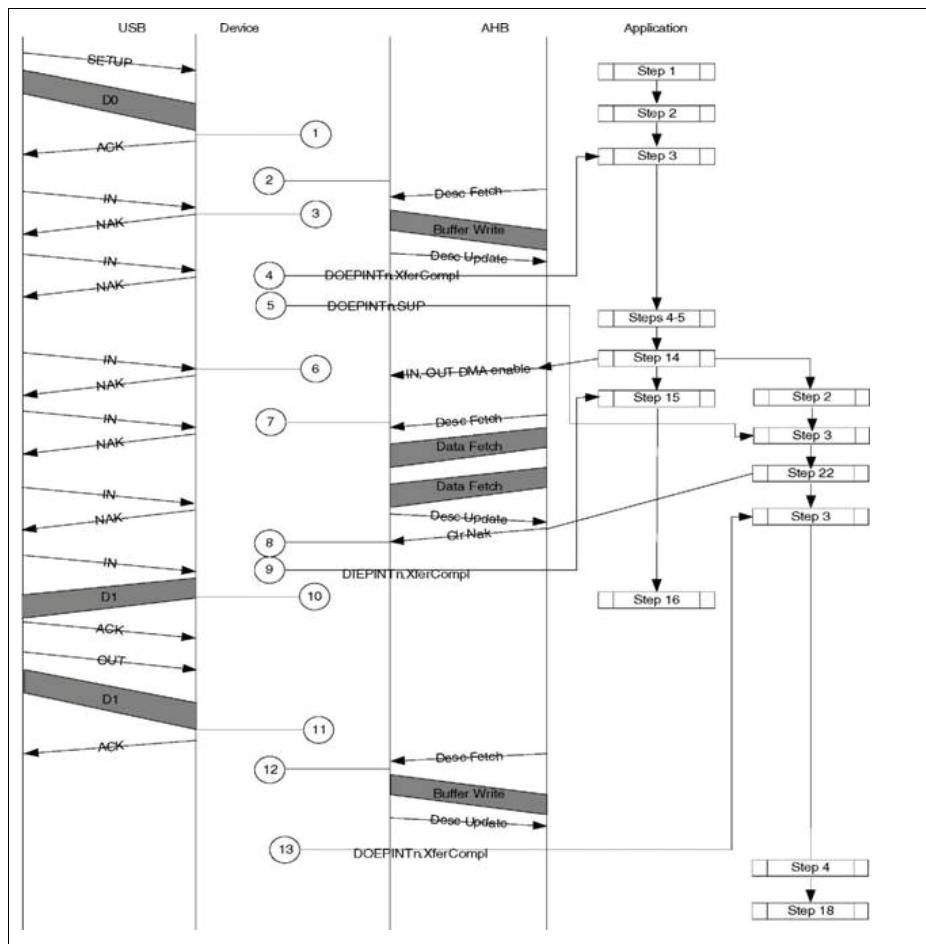 USB Device AHB Application
SETUP
Step 1
D0
Step 2
1
ACK
Step 3
2
Desc Fetch
IN
3
NAK
Buffer Write
IN
Desc Update
4
DOEPINTn.XferCompl
NAK
5
DOEPINTn.SUP
Steps 4-5
IN
6
Step 14
IN, OUT DMA enable
NAK
Step 15
Step 2
IN
7
Desc Fetch
Step 3
NAK
Data Fetch
Step 22
Data Fetch
IN
Step 3
NAK
Desc Update
8
Clr Nak
IN
9
DIEPINTn.XferCompl
D1
10
Step 16
ACK
OUT
D1
11
ACK
Desc Fetch
12
Buffer Write
Desc Update
13
DOEPINTn.XferCompl
Step 4
Step 18